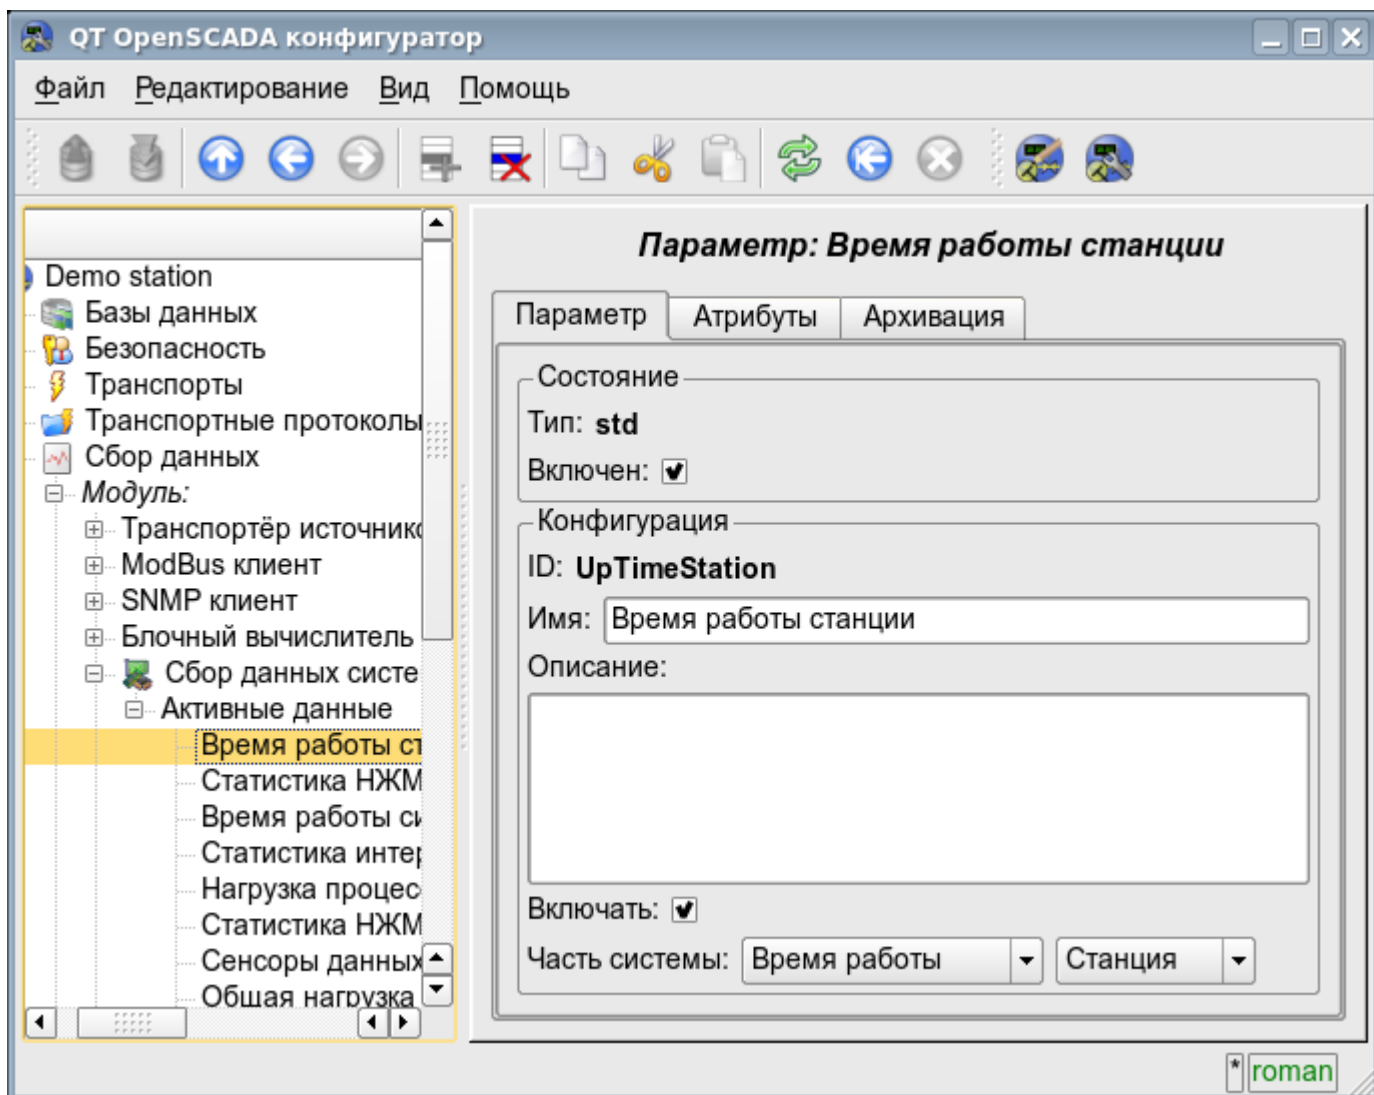 QT OpenSCADA конфигуратор
Файл Редактирование Вид Помощь
Demo station
Базы данных
Безопасность
Транспорты
Транспортные протоколы
Сбор данных
Модуль:
Транспортёр источнико
ModBus клиент
SNMP клиент
Блочный вычислитель
Сбор данных систе
Активные данные
Время работы ст
Статистика НЖМ
Время работы си
Статистика интер
Нагрузка процес
Статистика НЖМ
Сенсоры данных
Общая нагрузка
Параметр: Время работы станции
Параметр Атрибуты Архивация
Состояние
Тип: std
Включен:
Конфигурация
ID: UpTimeStation
Имя: Время работы станции
Описание:
Включать:
Часть системы: Время работы Станция
* roman